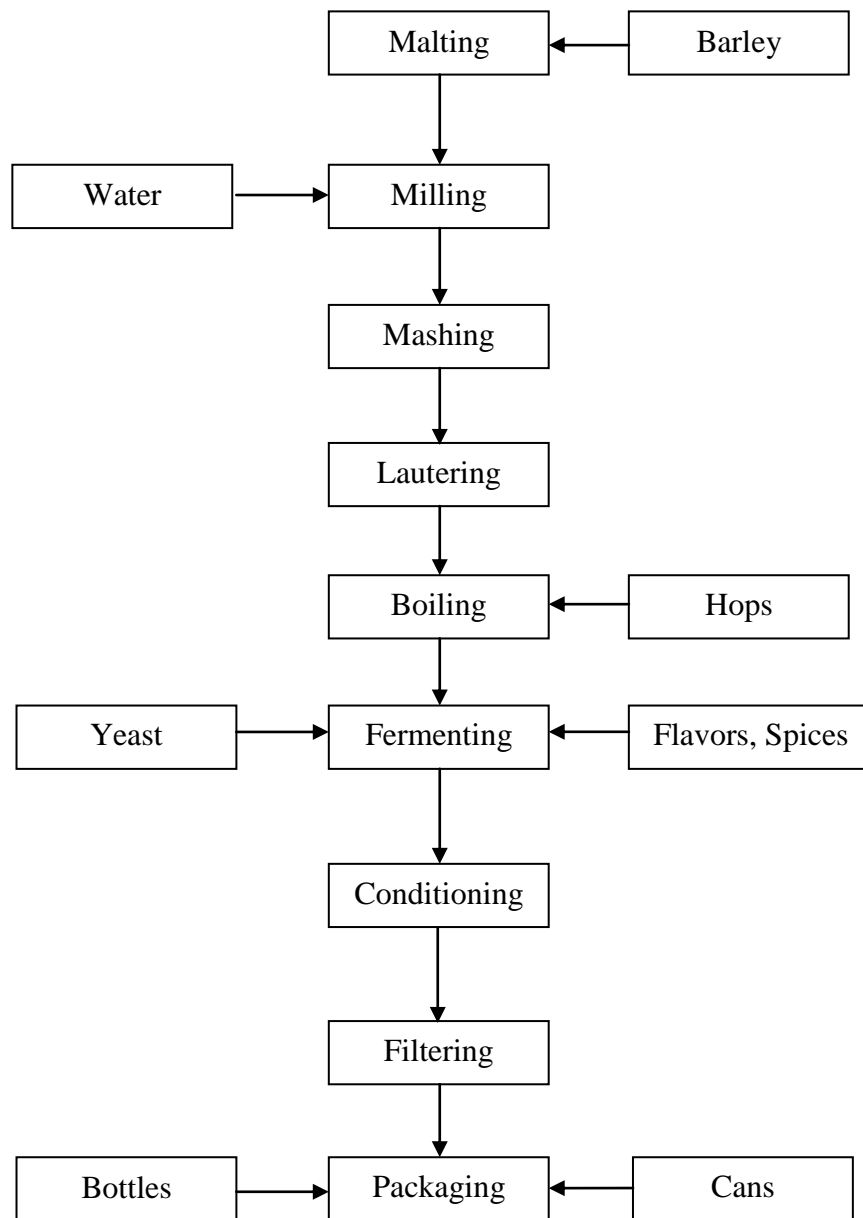 Malting
Barley
Water
Milling
Mashing
Lautering
Boiling
Hops
Yeast
Fermenting
Flavors, Spices
Conditioning
Filtering
Bottles
Packaging
Cans